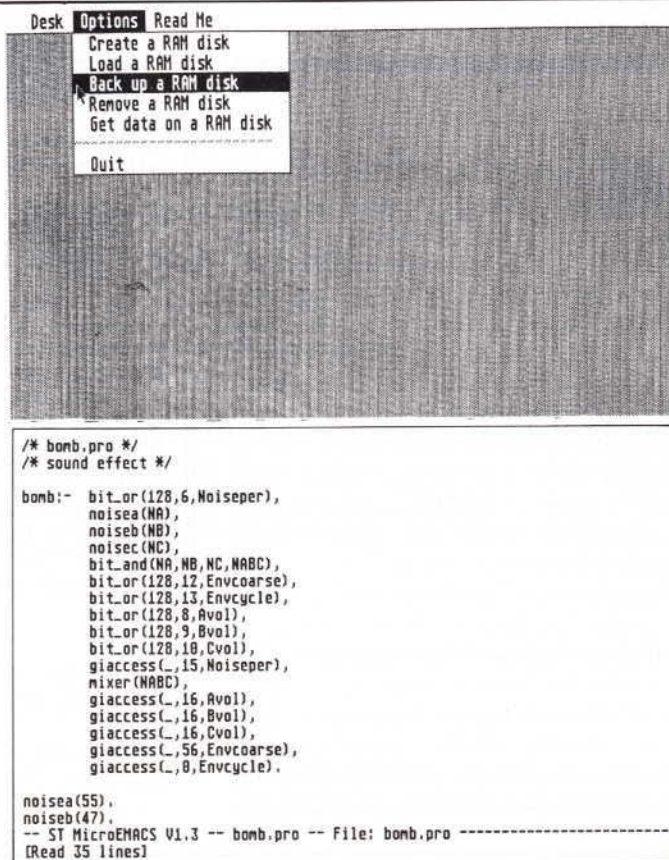 Desk Options Read Me
Create a RAM disk
Load a RAM disk
Back up a RAM disk
Remove a RAM disk
Get data on a RAM disk
Quit
/* bomb.pro */
/* sound effect */
bomb:- bit_or(128,6,Noiseper),
noisea(NA),
noiseb(NB),
noisec(NC),
bit_and(NA,NB,NC,NABC),
bit_or(128,12,Envcoarse),
bit_or(128,13,Envcycle),
bit_or(128,8,Avol),
bit_or(128,9,Bvol),
bit_or(128,10,Cvol),
giaccess(_,15,Noiseper),
mixer(NABC),
giaccess(_,16,Avol),
giaccess(_,16,Bvol),
giaccess(_,16,Cvol),
giaccess(_,56,Envcoarse),
giaccess(_,0,Envcycle).
noisea(55).
noiseb(47).
-- ST MicroEMACS V1.3 -- bomb.pro -- File: bomb.pro ------------------------
[Read 35 lines]